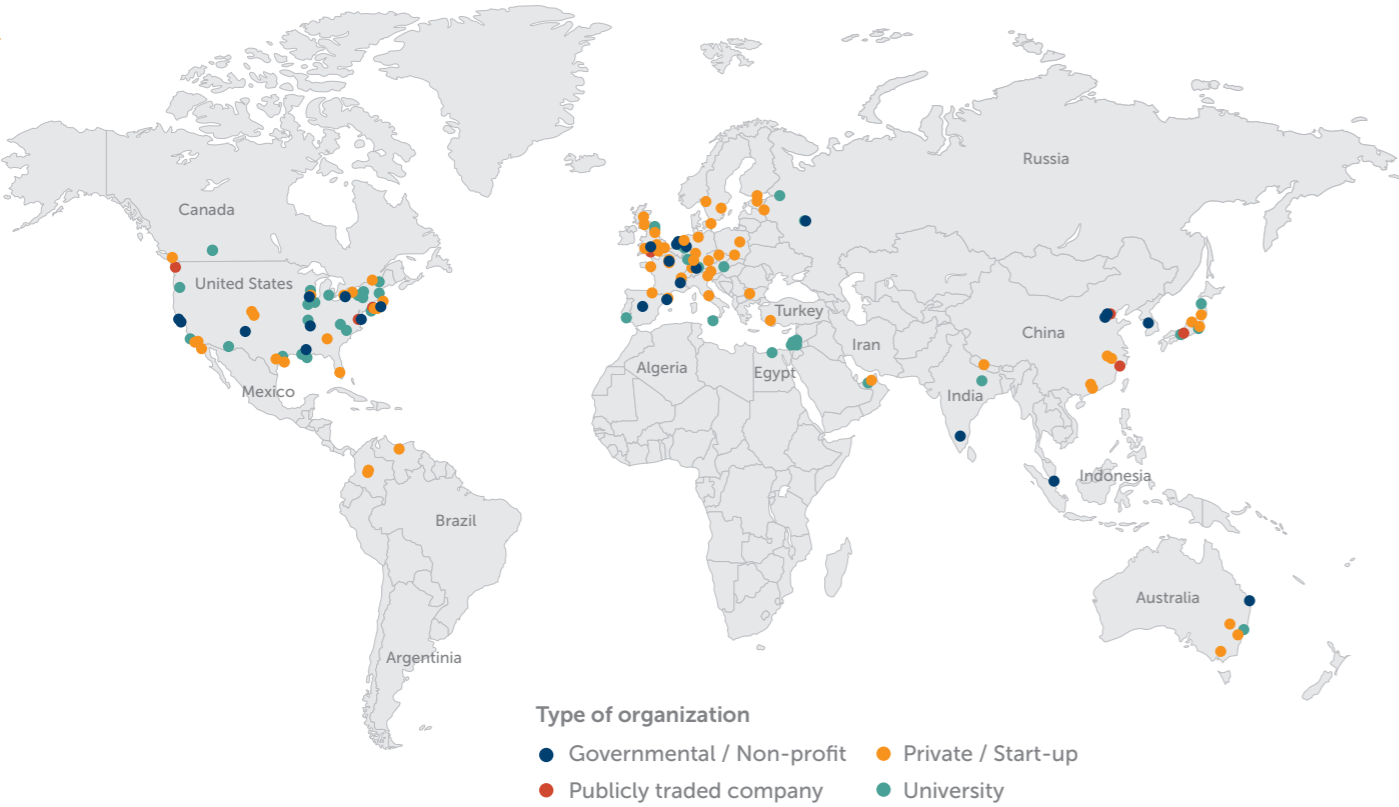 Russia
Canada
United States
Turkey
China
Iran
Algeria
Egypt
Mexico
India
Indonesia
Brazil
Australia
Argentinia
Type of organization
Governmental / Non-profit
Private / Start-up
Publicly traded company
University